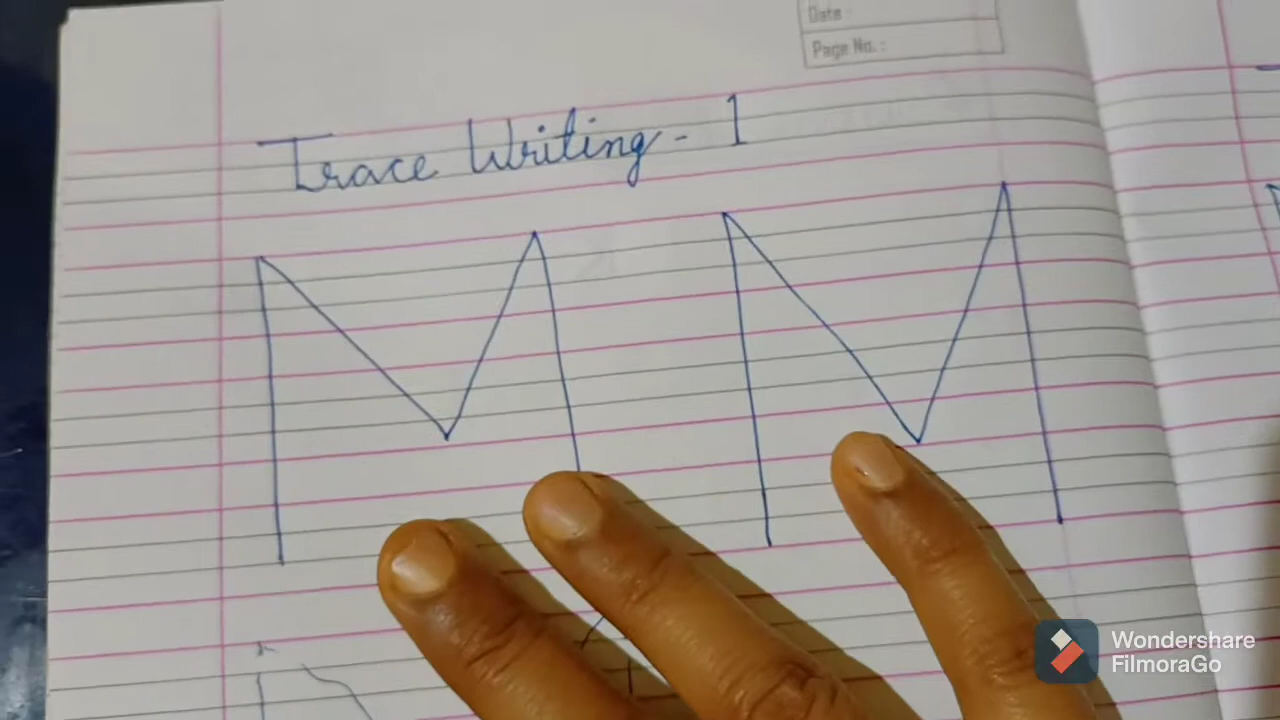 Date :
Page No. :
Trace Writing - 1
M M
Wondershare
FilmoraGo